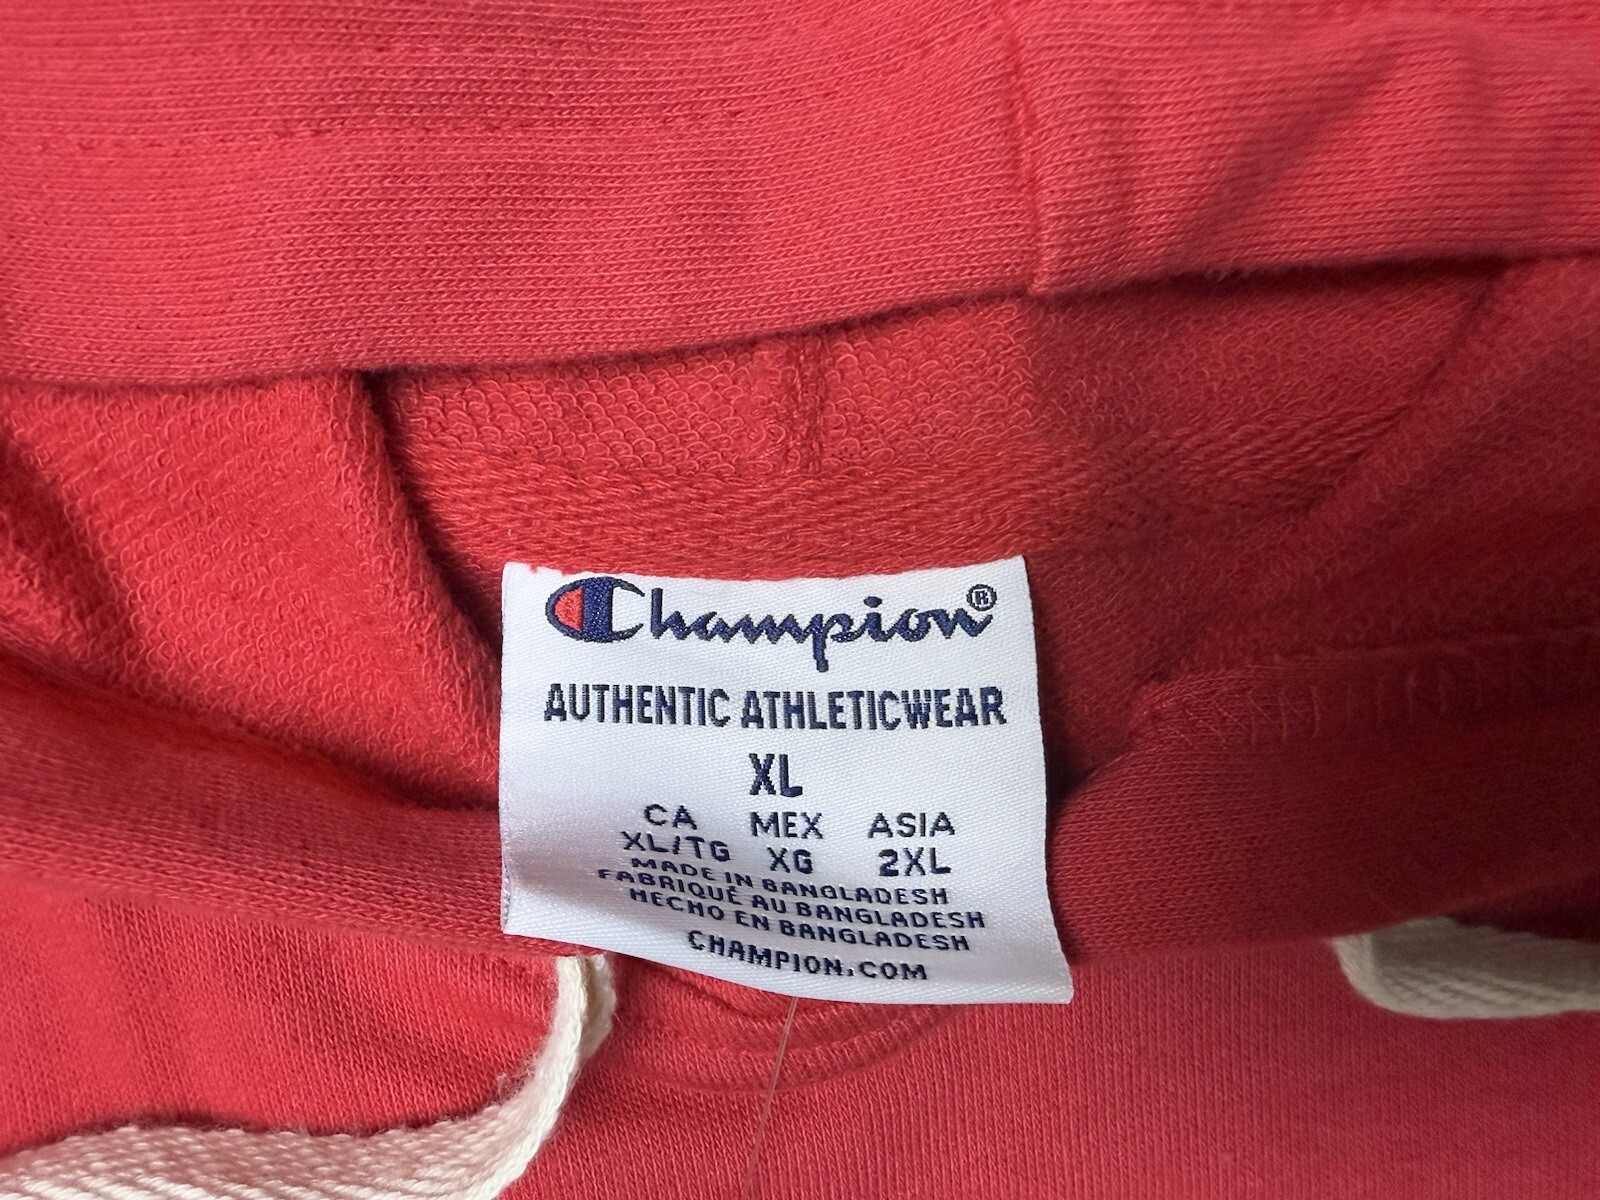 Champion®
AUTHENTIC ATHLETICWEAR
XL
CA MEX ASIA
XL/TG XG 2XL
MADE IN BANGLADESH
FABRIQUÉ AU BANGLADESH
HECHO EN BANGLADESH
CHAMPION.COM